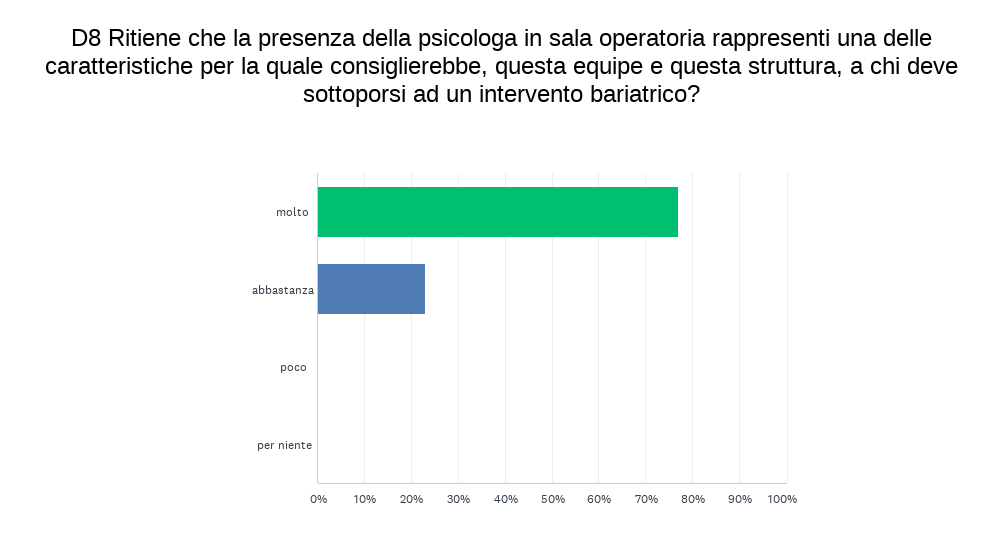 D8 Ritiene che la presenza della psicologa in sala operatoria rappresenti una delle
caratteristiche per la quale consiglierebbe, questa equipe e questa struttura, a chi deve
sottoporsi ad un intervento bariatrico?
molto
abbastanza
poco
per niente
0% 10% 20% 30% 40% 50% 60% 70% 80% 90% 100%